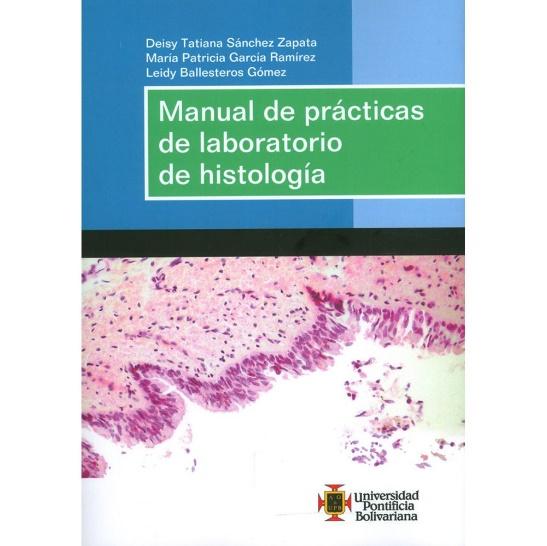 Deisy Tatiana Sánchez Zapata
María Patricia García Ramírez
Leidy Ballesteros Gómez
Manual de prácticas
de laboratorio
de histología
Universidad
Pontificia
Bolivariana